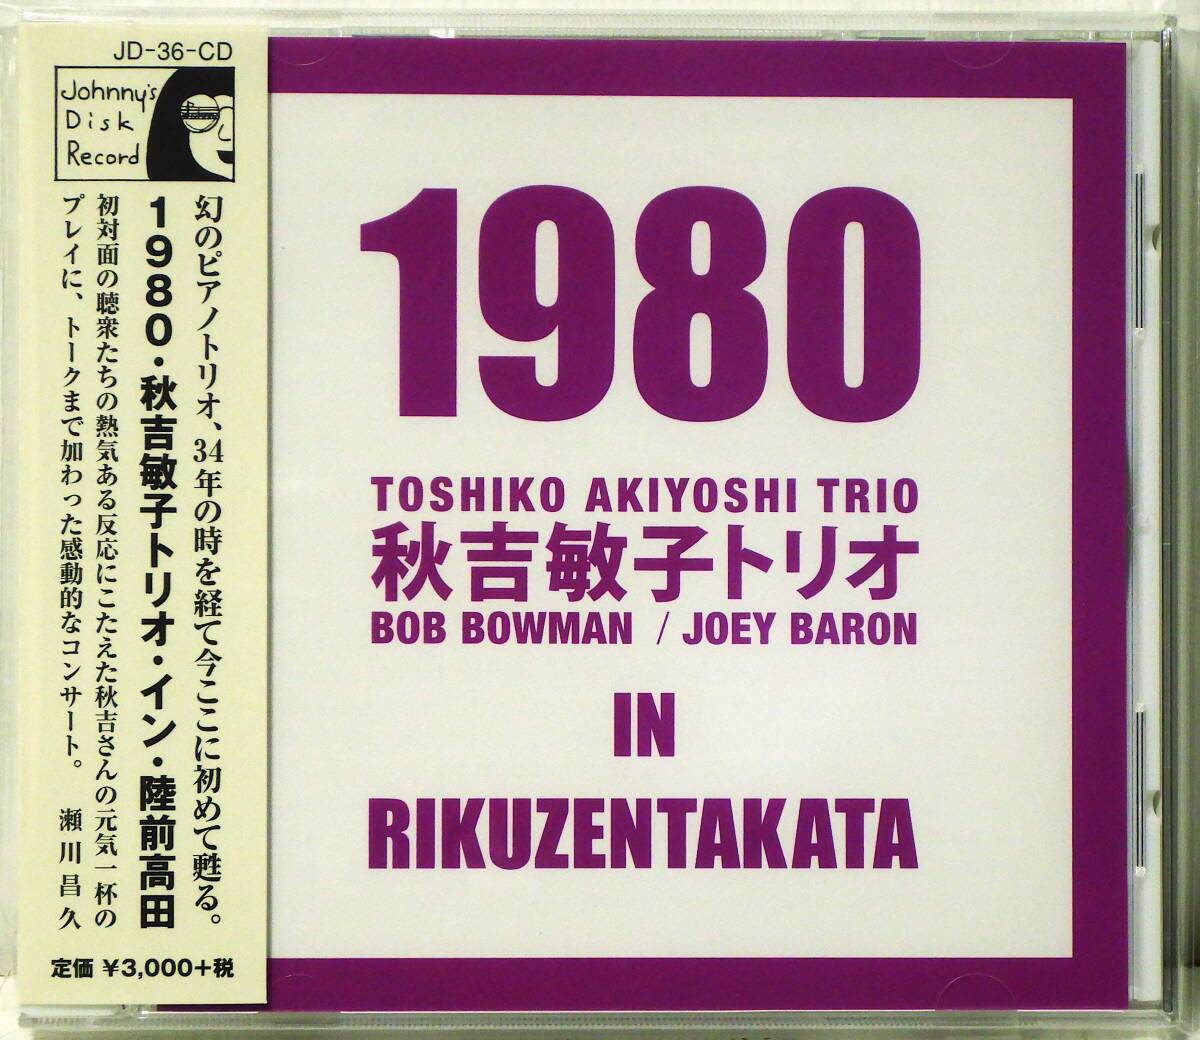 JD-36-CD
Johnny's
Disk
Record
幻のピアノトリオ、34年の時を経て今ここに初めて甦る。
1980・秋吉敏子トリオ・イン・陸前高田
初対面の聴衆たちの熱気ある反応にこたえた秋吉さんの元気一杯の
プレイに、トークまで加わった感動的なコンサート。 瀬川昌久
定価 ¥3,000+税
1980
TOSHIKO AKIYOSHI TRIO
秋吉敏子トリオ
BOB BOWMAN / JOEY BARON
IN
RIKUZENTAKATA